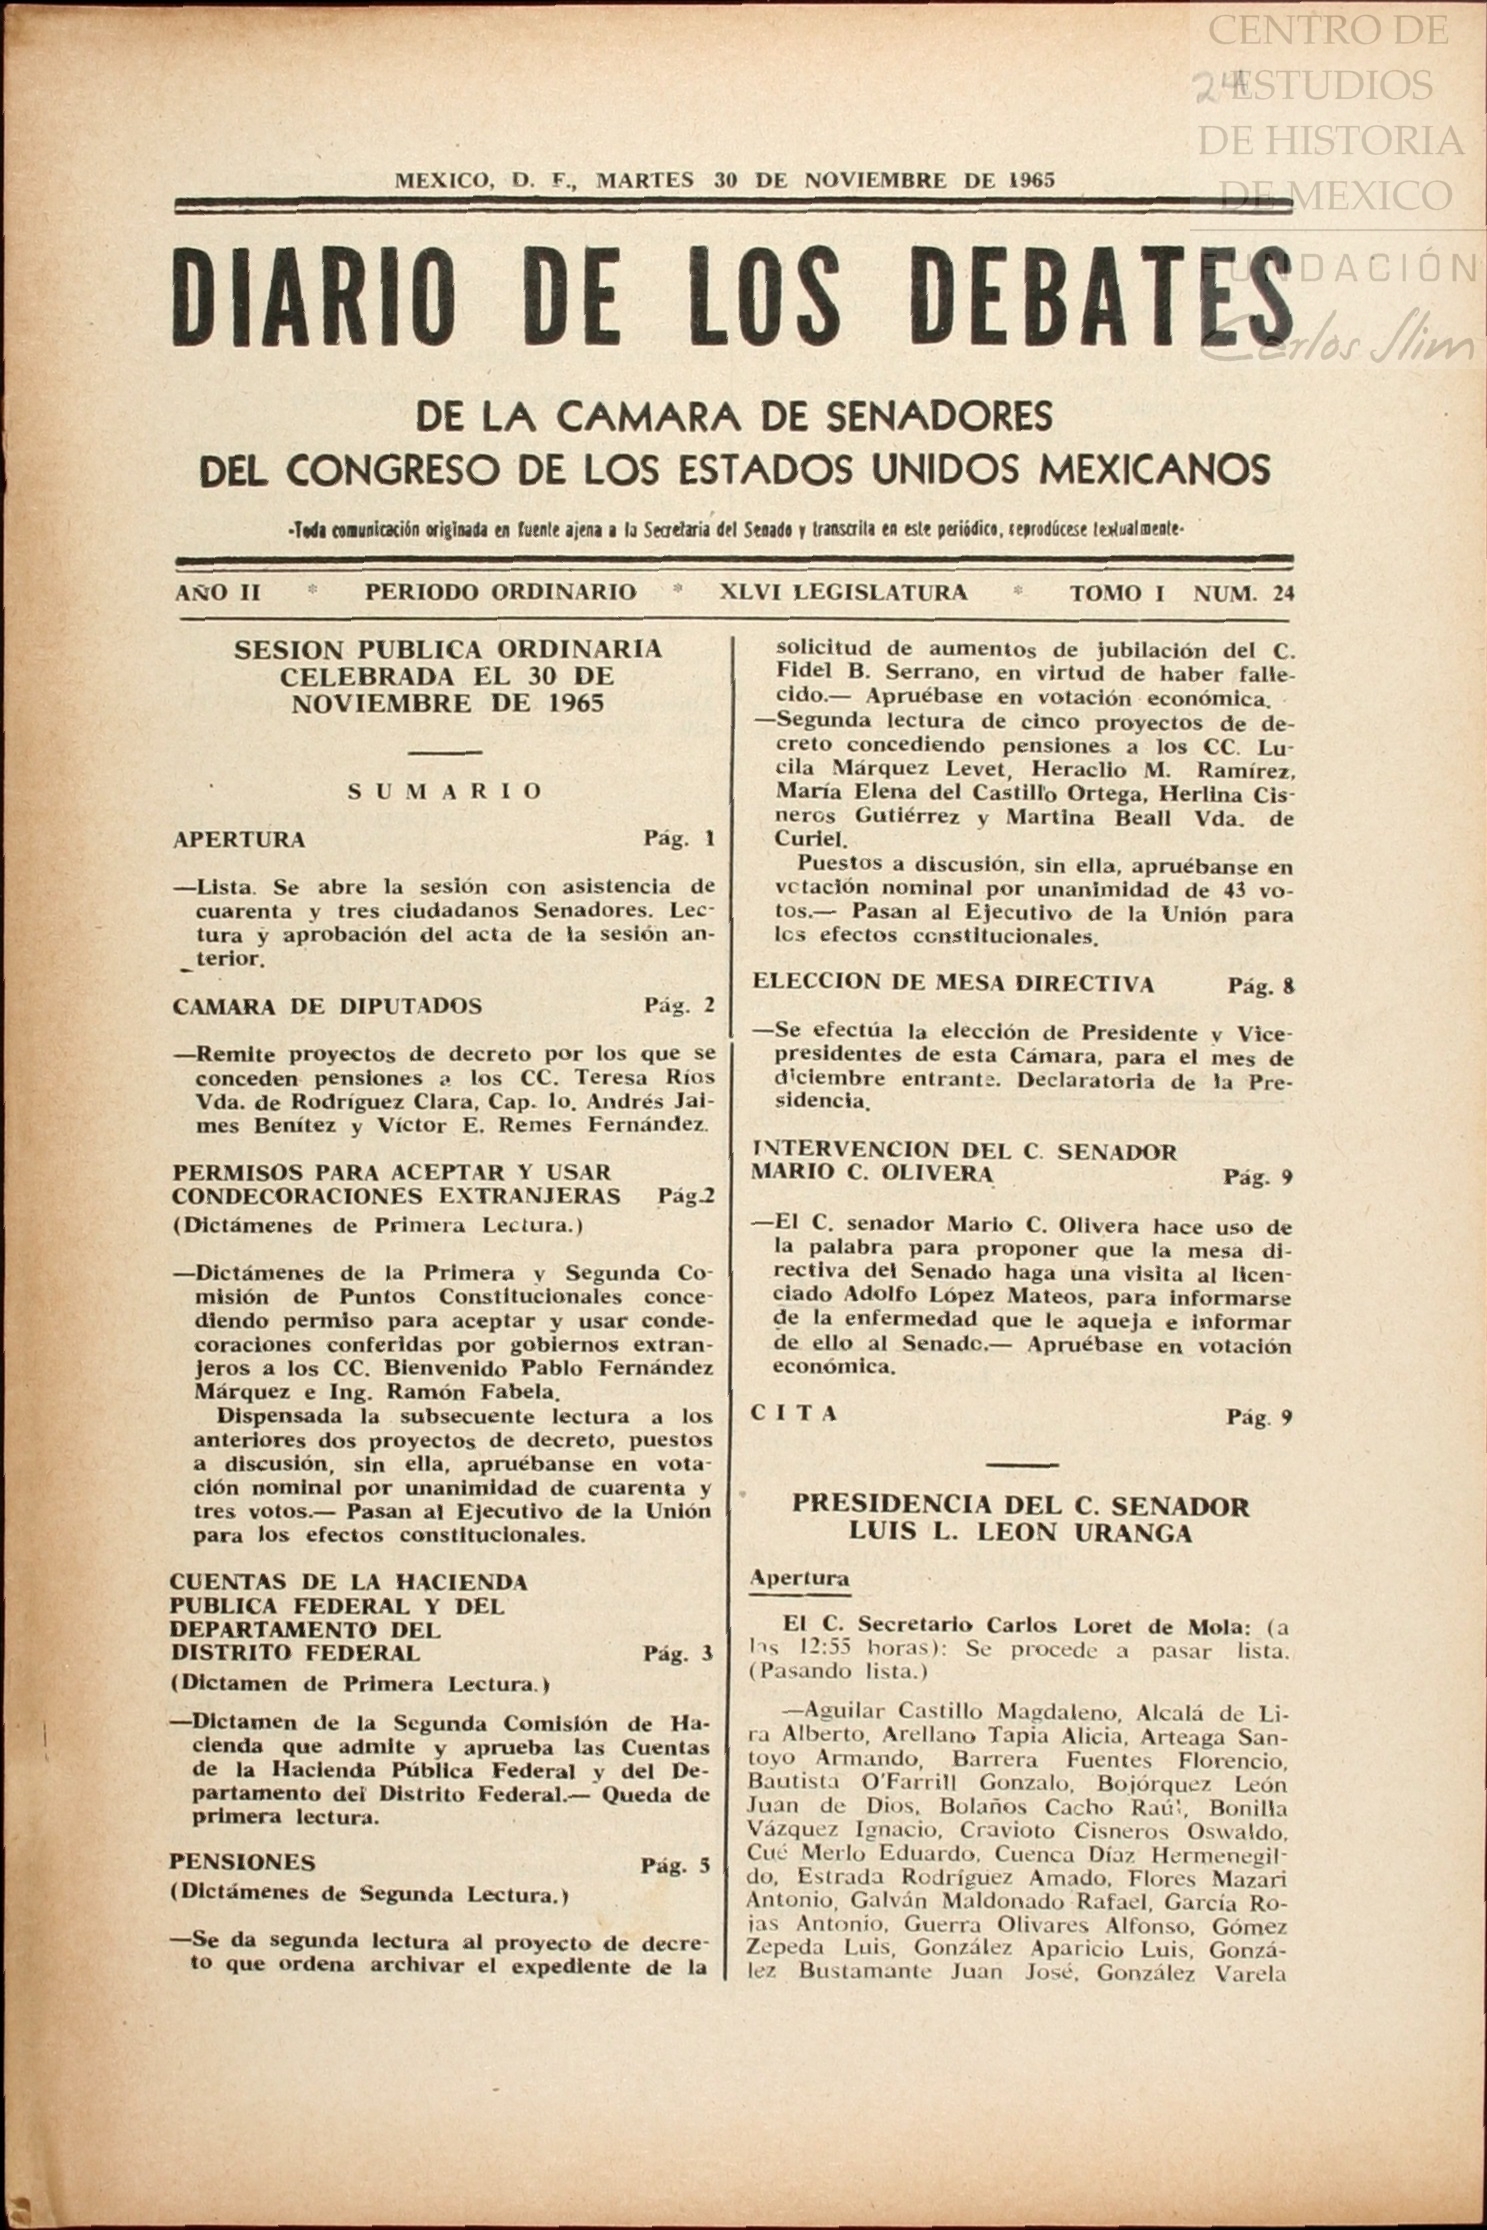 CENTRO DE
ESTUDIOS
DE HISTORIA
DE MEXICO
FUNDACIÓN
Carlos Slim
24
MEXICO, D. F., MARTES 30 DE NOVIEMBRE DE 1965
DIARIO DE LOS DEBATES
DE LA CAMARA DE SENADORES
DEL CONGRESO DE LOS ESTADOS UNIDOS MEXICANOS
-Toda comunicación originada en fuente ajena a la Secretaría del Senado y transcrita en este periódico, reprodúcese textualmente-
AÑO II * PERIODO ORDINARIO * XLVI LEGISLATURA * TOMO I NUM. 24
SESION PUBLICA ORDINARIA
CELEBRADA EL 30 DE
NOVIEMBRE DE 1965
S U M A R I O
APERTURA Pág. 1
—Lista. Se abre la sesión con asistencia de
cuarenta y tres ciudadanos Senadores. Lec-
tura y aprobación del acta de la sesión an-
terior.
CAMARA DE DIPUTADOS Pág. 2
—Remite proyectos de decreto por los que se
conceden pensiones a los CC. Teresa Ríos
Vda. de Rodríguez Clara, Cap. 1o. Andrés Jai-
mes Benítez y Víctor E. Remes Fernández.
PERMISOS PARA ACEPTAR Y USAR
CONDECORACIONES EXTRANJERAS Pág.2
(Dictámenes de Primera Lectura.)
—Dictámenes de la Primera y Segunda Co-
misión de Puntos Constitucionales conce-
diendo permiso para aceptar y usar conde-
coraciones conferidas por gobiernos extran-
jeros a los CC. Bienvenido Pablo Fernández
Márquez e Ing. Ramón Fabela.
Dispensada la subsecuente lectura a los
anteriores dos proyectos de decreto, puestos
a discusión, sin ella, apruébanse en vota-
ción nominal por unanimidad de cuarenta y
tres votos.— Pasan al Ejecutivo de la Unión
para los efectos constitucionales.
CUENTAS DE LA HACIENDA
PUBLICA FEDERAL Y DEL
DEPARTAMENTO DEL
DISTRITO FEDERAL Pág. 3
(Dictamen de Primera Lectura.)
—Dictamen de la Segunda Comisión de Ha-
cienda que admite y aprueba las Cuentas
de la Hacienda Pública Federal y del De-
partamento del Distrito Federal.— Queda de
primera lectura.
PENSIONES Pág. 5
(Dictámenes de Segunda Lectura.)
—Se da segunda lectura al proyecto de decre-
to que ordena archivar el expediente de la
solicitud de aumentos de jubilación del C.
Fidel B. Serrano, en virtud de haber falle-
cido.— Apruébase en votación económica.
—Segunda lectura de cinco proyectos de de-
creto concediendo pensiones a los CC. Lu-
cila Márquez Levet, Heraclio M. Ramírez,
María Elena del Castillo Ortega, Herlina Cis-
neros Gutiérrez y Martina Beall Vda. de
Curiel.
Puestos a discusión, sin ella, apruébanse en
votación nominal por unanimidad de 43 vo-
tos.— Pasan al Ejecutivo de la Unión para
los efectos constitucionales.
ELECCION DE MESA DIRECTIVA Pág. 8
—Se efectúa la elección de Presidente y Vice-
presidentes de esta Cámara, para el mes de
diciembre entrante. Declaratoria de la Pre-
sidencia.
INTERVENCION DEL C. SENADOR
MARIO C. OLIVERA Pág. 9
—El C. senador Mario C. Olivera hace uso de
la palabra para proponer que la mesa di-
rectiva del Senado haga una visita al licen-
ciado Adolfo López Mateos, para informarse
de la enfermedad que le aqueja e informar
de ello al Senado.— Apruébase en votación
económica.
C I T A Pág. 9
PRESIDENCIA DEL C. SENADOR
LUIS L. LEON URANGA
Apertura
El C. Secretario Carlos Loret de Mola: (a
las 12:55 horas): Se procede a pasar lista.
(Pasando lista.)
—Aguilar Castillo Magdaleno, Alcalá de Li-
ra Alberto, Arellano Tapia Alicia, Arteaga San-
toyo Armando, Barrera Fuentes Florencio,
Bautista O'Farrill Gonzalo, Bojórquez León
Juan de Dios, Bolaños Cacho Raúl, Bonilla
Vázquez Ignacio, Cravioto Cisneros Oswaldo,
Cué Merlo Eduardo, Cuenca Díaz Hermenegil-
do, Estrada Rodríguez Amado, Flores Mazari
Antonio, Galván Maldonado Rafael, García Ro-
jas Antonio, Guerra Olivares Alfonso, Gómez
Zepeda Luis, González Aparicio Luis, Gonzá-
lez Bustamante Juan José, González Varela